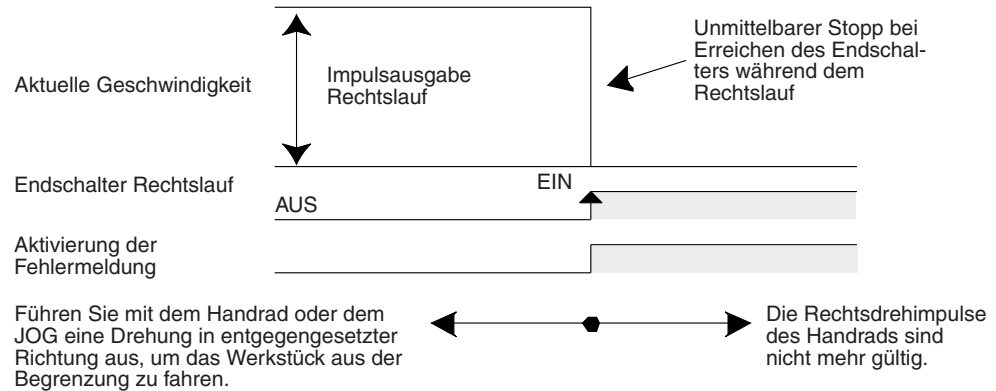 Aktuelle Geschwindigkeit
Impulsausgabe
Rechtslauf
Unmittelbarer Stopp bei
Erreichen des Endschal-
ters während dem
Rechtslauf
Endschalter Rechtslauf
EIN
AUS
Aktivierung der
Fehlermeldung
Führen Sie mit dem Handrad oder dem
JOG eine Drehung in entgegengesetzter
Richtung aus, um das Werkstück aus der
Begrenzung zu fahren.
Die Rechtsdrehimpulse
des Handrads sind
nicht mehr gültig.